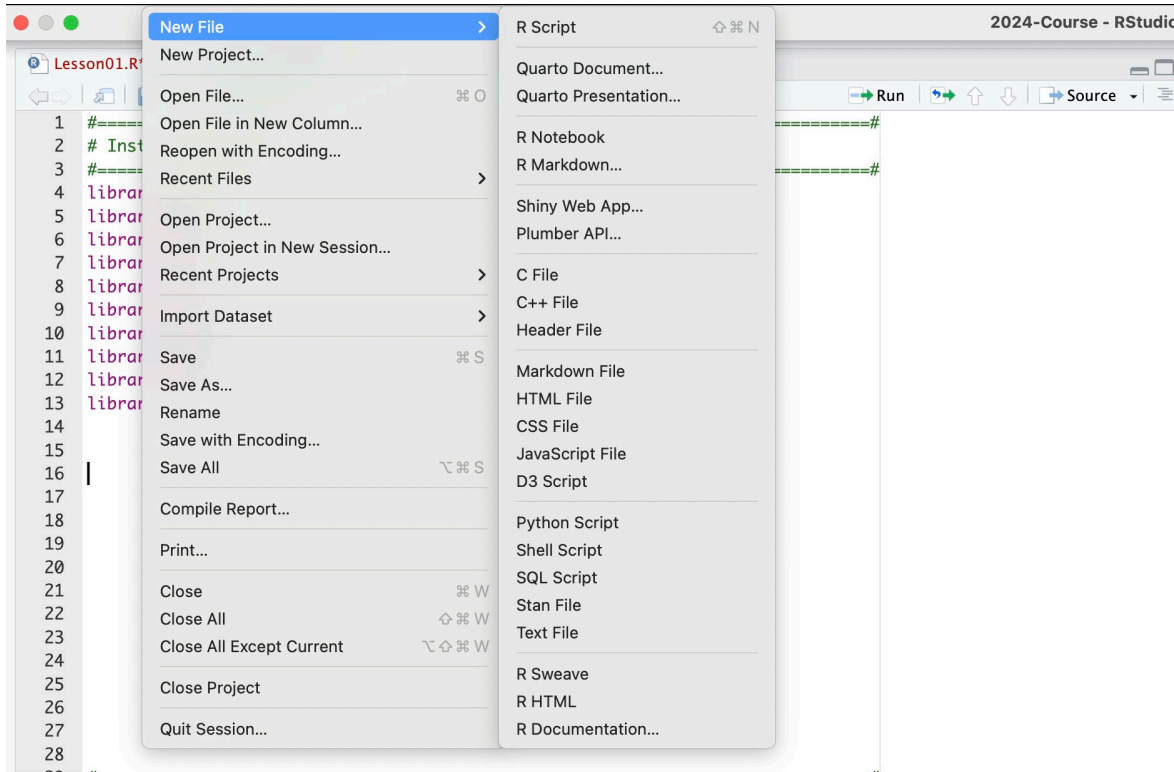 2024-Course - RStudio
Lesson01.R*
Run
Source
1 #=====
==========#
2 # Inst
3 #=====
==========#
4 librar
5 librar
6 librar
7 librar
8 librar
9 librar
10 librar
11 librar
12 librar
13 librar
14
15
16
17
18
19
20
21
22
23
24
25
26
27
28
New File
New Project...
Open File... ⌘ O
Open File in New Column...
Reopen with Encoding...
Recent Files
Open Project...
Open Project in New Session...
Recent Projects
Import Dataset
Save ⌘ S
Save As...
Rename
Save with Encoding...
Save All ⌥ ⌘ S
Compile Report...
Print...
Close ⌘ W
Close All ⇧ ⌘ W
Close All Except Current ⌥ ⇧ ⌘ W
Close Project
Quit Session...
R Script ⇧ ⌘ N
Quarto Document...
Quarto Presentation...
R Notebook
R Markdown...
Shiny Web App...
Plumber API...
C File
C++ File
Header File
Markdown File
HTML File
CSS File
JavaScript File
D3 Script
Python Script
Shell Script
SQL Script
Stan File
Text File
R Sweave
R HTML
R Documentation...